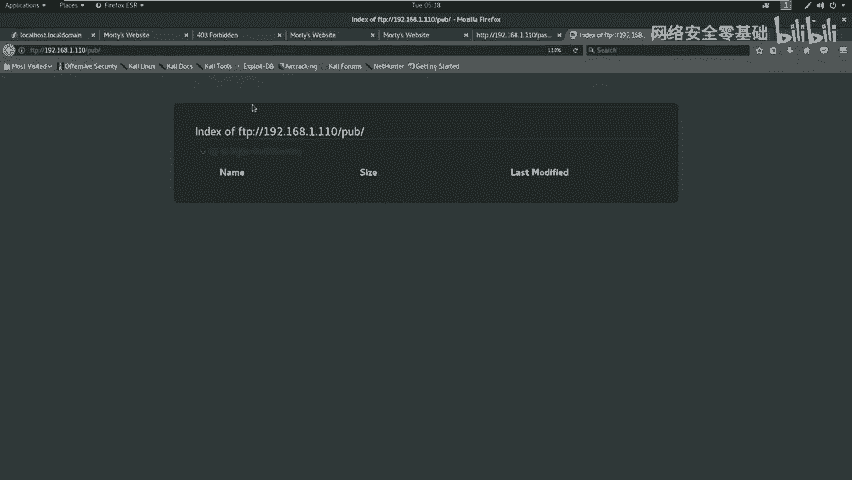 Applications ▾ Places ▾ Firefox ESR ▾ Tue 05:38 1
Index of ftp://192.168.1.110/pub/ - Mozilla Firefox
localhost.localdomain × Morty's Website × 403 Forbidden × Morty's Website × Morty's Website × http://192.168.1.110/pas... × Index of ftp://192.168...
ftp://192.168.1.110/pub/ 110% Search
Most Visited Offensive Security Kali Linux Kali Docs Kali Tools Exploit-DB Aircrack-ng Kali Forums NetHunter Getting Started
网络安全零基础 bilibili
Index of ftp://192.168.1.110/pub/
Name Size Last Modified